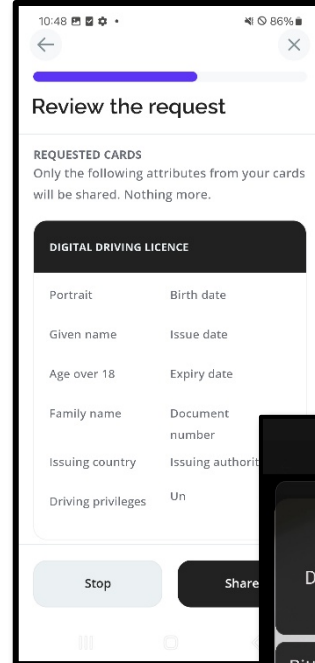 10:48
86%
Review the request
REQUESTED CARDS
Only the following attributes from your cards
will be shared. Nothing more.
DIGITAL DRIVING LICENCE
Portrait
Birth date
Given name
Issue date
Age over 18
Expiry date
Family name
Document
number
Issuing country
Issuing authorit
Driving privileges
Un
Stop
Share
D